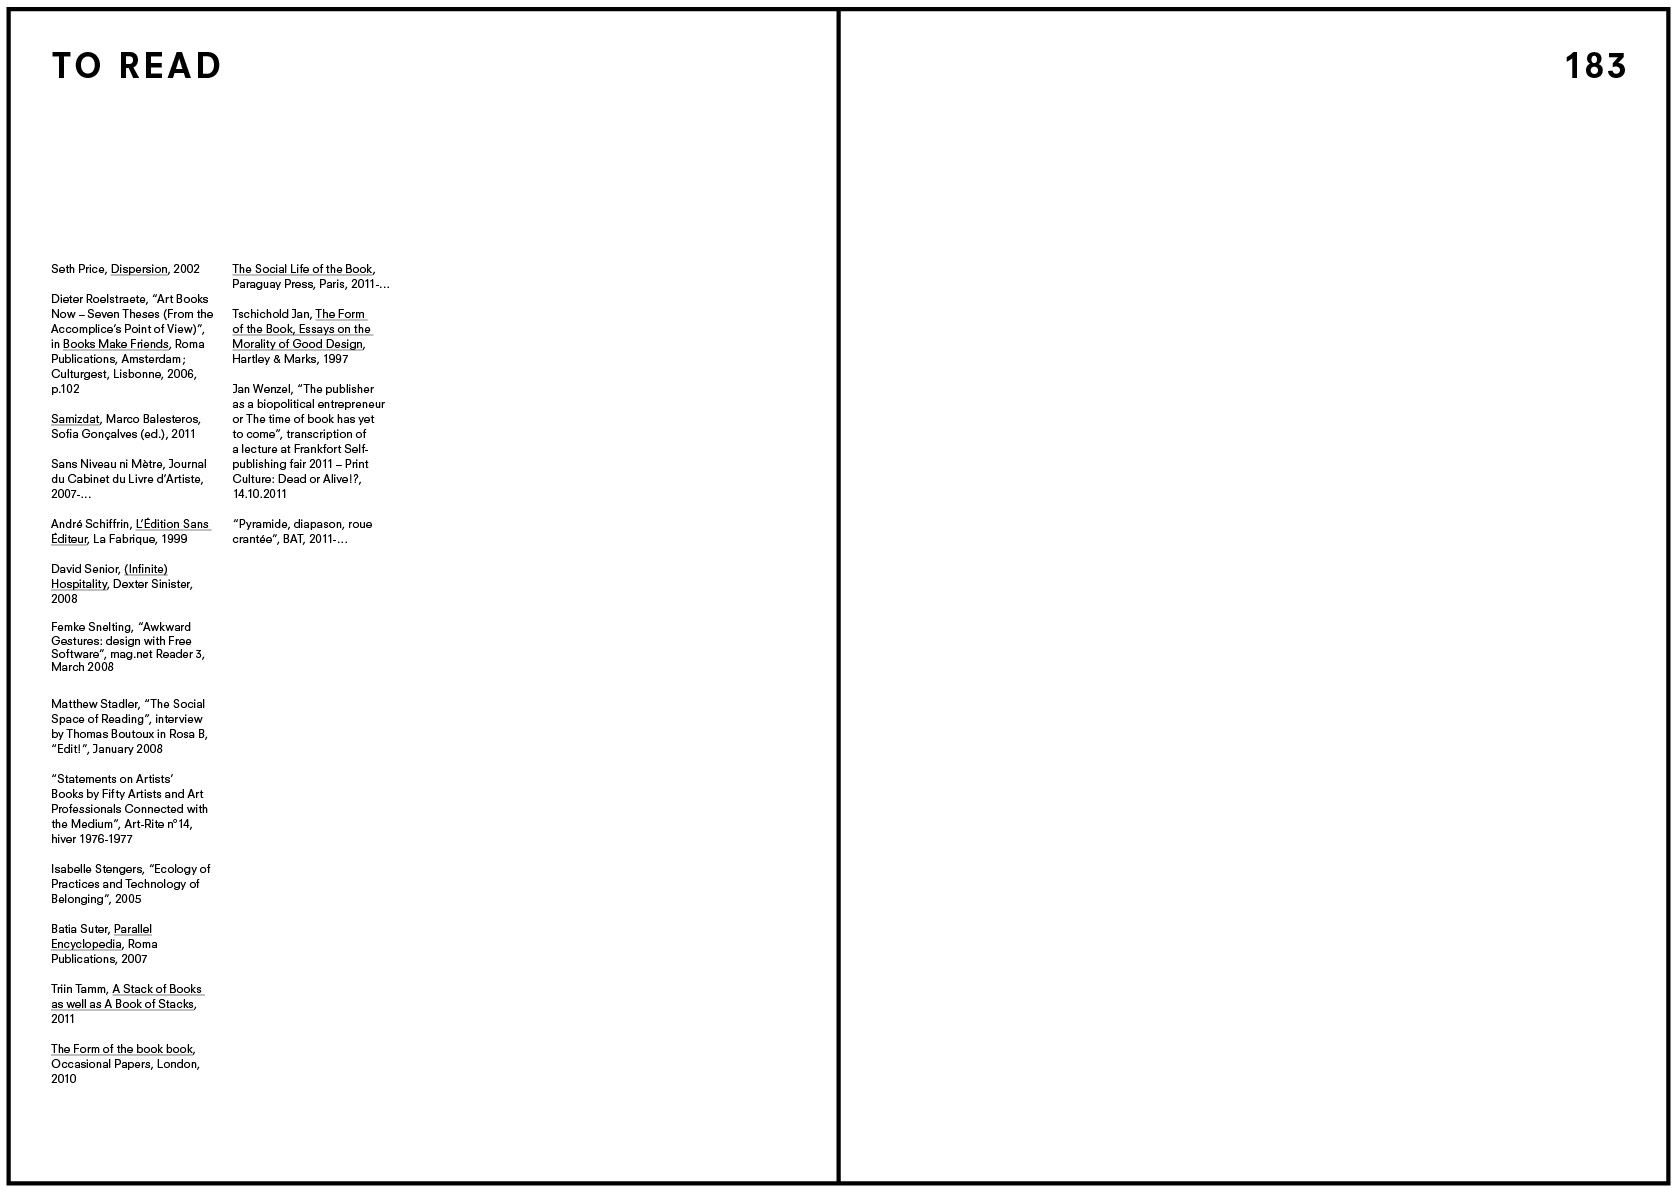 TO READ
183
Seth Price, Dispersion, 2002
Dieter Roelstraete, “Art Books
Now – Seven Theses (From the
Accomplice’s Point of View)”,
in Books Make Friends, Roma
Publications, Amsterdam ;
Culturgest, Lisbonne, 2006,
p.102
Samizdat, Marco Balesteros,
Sofia Gonçalves (ed.), 2011
Sans Niveau ni Mètre, Journal
du Cabinet du Livre d’Artiste,
2007-…
André Schiffrin, L’Édition Sans
Éditeur, La Fabrique, 1999
David Senior, (Infinite)
Hospitality, Dexter Sinister,
2008
Femke Snelting, “Awkward
Gestures: design with Free
Software”, mag.net Reader 3,
March 2008
Matthew Stadler, “The Social
Space of Reading”, interview
by Thomas Boutoux in Rosa B,
“Edit! ”, January 2008
“Statements on Artists’
Books by Fifty Artists and Art
Professionals Connected with
the Medium”, Art-Rite n°14,
hiver 1976-1977
Isabelle Stengers, “Ecology of
Practices and Technology of
Belonging”, 2005
Batia Suter, Parallel
Encyclopedia, Roma
Publications, 2007
Triin Tamm, A Stack of Books
as well as A Book of Stacks,
2011
The Form of the book book,
Occasional Papers, London,
2010
The Social Life of the Book,
Paraguay Press, Paris, 2011-…
Tschichold Jan, The Form
of the Book, Essays on the
Morality of Good Design,
Hartley & Marks, 1997
Jan Wenzel, “The publisher
as a biopolitical entrepreneur
or The time of book has yet
to come”, transcription of
a lecture at Frankfort Self-
publishing fair 2011 – Print
Culture: Dead or Alive!?,
14.10.2011
“Pyramide, diapason, roue
crantée”, BAT, 2011-…